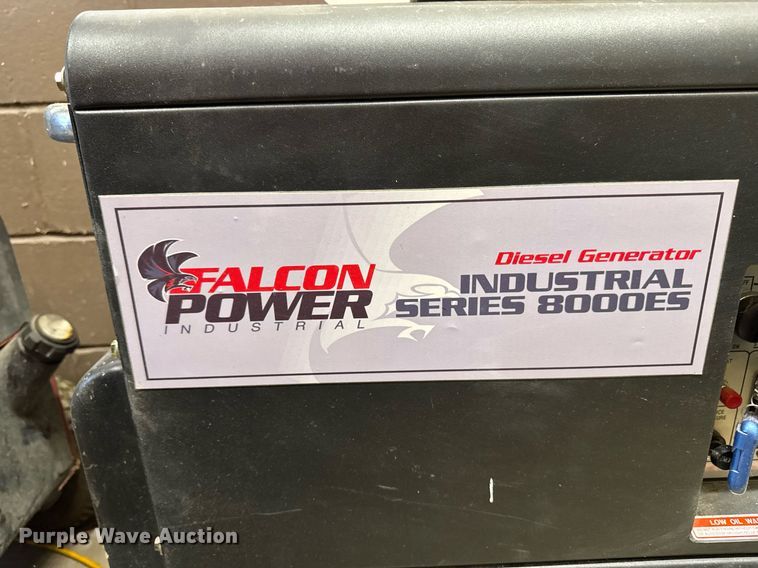 FALCON
POWER
INDUSTRIAL
Diesel Generator
INDUSTRIAL
SERIES 8000ES
LOW OIL
Purple Wave Auction